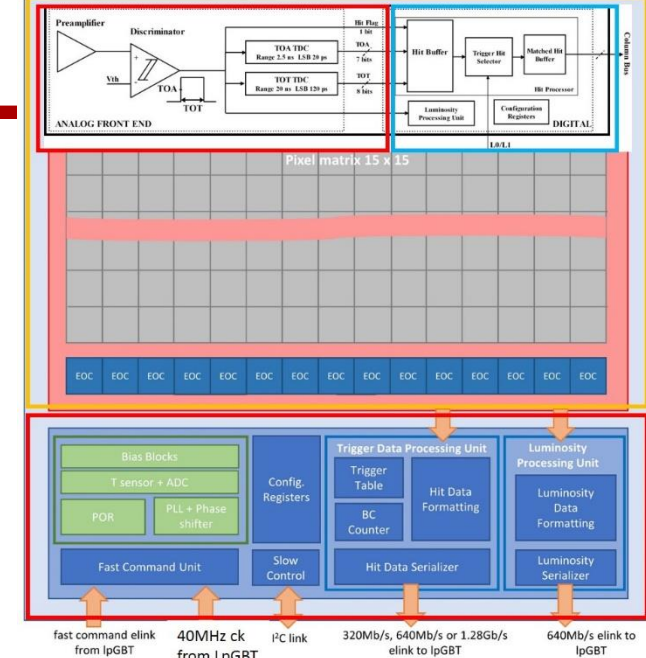 Preamplifier
Discriminator
Vth
TOA
TOT
TOA TDC
Range 2.5 ns LSB 20 ps
TOT TDC
Range 20 ns LSB 120 ps
ANALOG FRONT END
Hit Flag
1 bit
TOA
7 bits
TOT
8 bits
Hit Buffer
Trigger Hit
Selector
Matched Hit
Buffer
Hit Processor
Column Bus
Luminosity
Processing Unit
Configuration
Registers
DIGITAL
L0/L1
Pixel matrix 15 x 15
EOC EOC EOC EOC EOC EOC EOC EOC EOC EOC EOC EOC EOC EOC EOC
Bias Blocks
T sensor + ADC
POR
PLL + Phase
shifter
Fast Command Unit
Config.
Registers
Slow
Control
Trigger Data Processing Unit
Trigger
Table
BC
Counter
Hit Data
Formatting
Hit Data Serializer
Luminosity
Processing Unit
Luminosity
Data
Formatting
Luminosity
Serializer
fast command elink
from lpGBT
40MHz ck
from LpGBT
I²C link
320Mb/s, 640Mb/s or 1.28Gb/s
elink to lpGBT
640Mb/s elink to
lpGBT